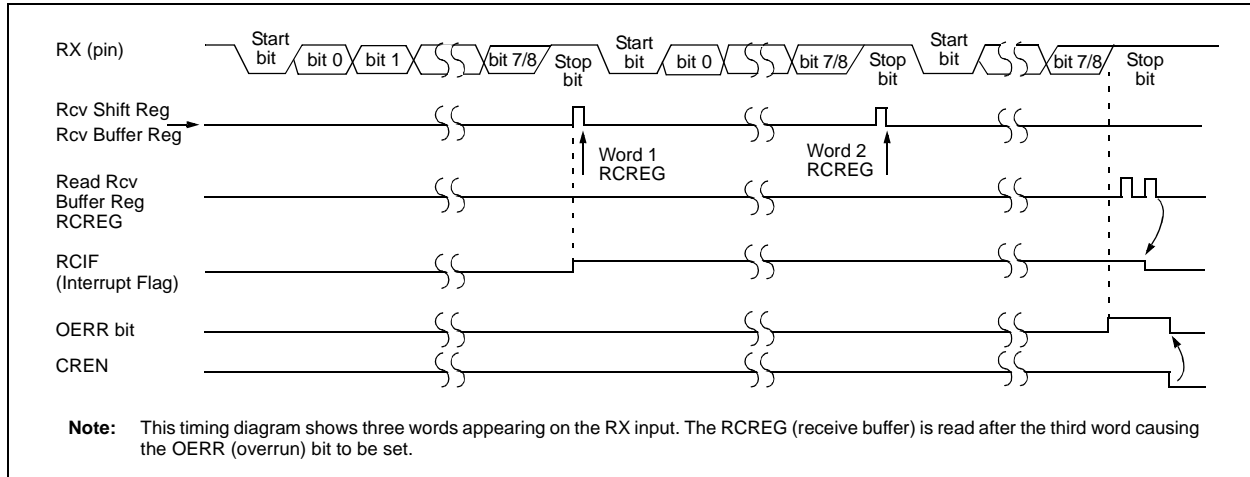 RX (pin)
Start
bit
bit 0
bit 1
bit 7/8
Stop
bit
Start
bit
bit 0
bit 7/8
Stop
bit
Start
bit
bit 7/8
Stop
bit
Rcv Shift Reg
Rcv Buffer Reg
Word 1
RCREG
Word 2
RCREG
Read Rcv
Buffer Reg
RCREG
RCIF
(Interrupt Flag)
OERR bit
CREN
Note: This timing diagram shows three words appearing on the RX input. The RCREG (receive buffer) is read after the third word causing
the OERR (overrun) bit to be set.